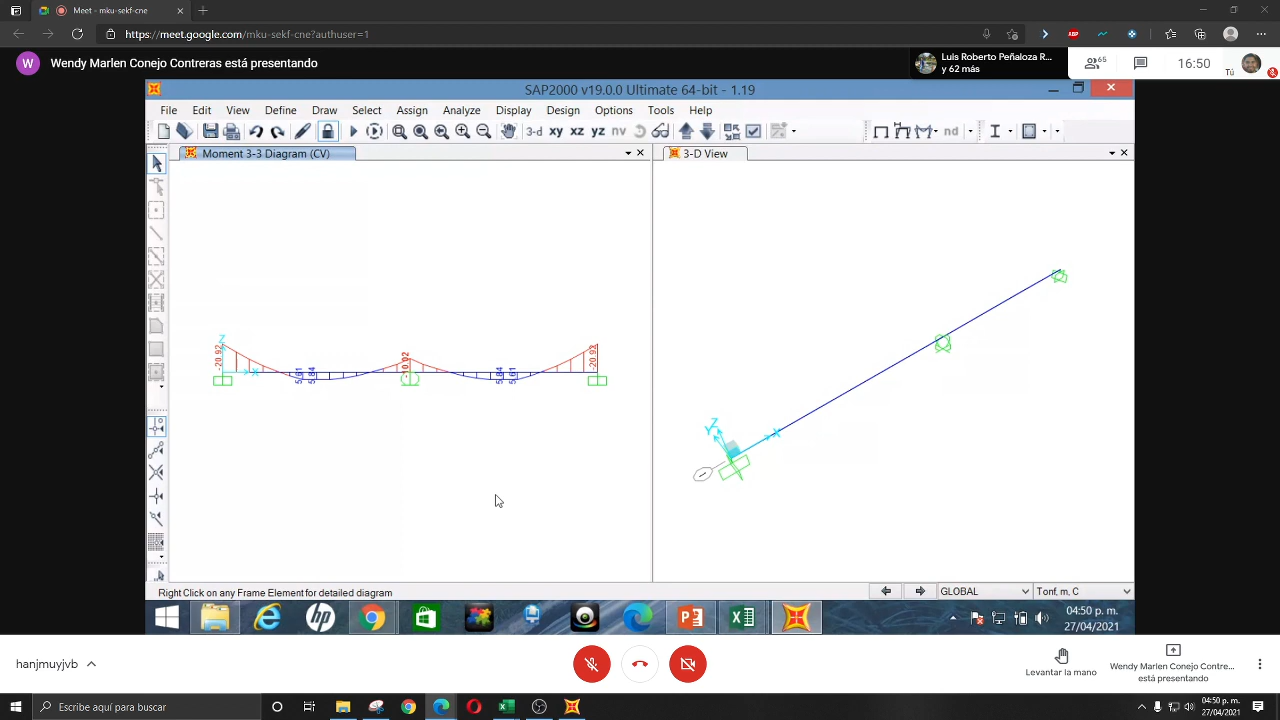 Meet - mku-sekf-cne
https://meet.google.com/mku-sekf-cne?authuser=1
ABP
W
Wendy Marlen Conejo Contreras está presentando
Luis Roberto Peñaloza R...
y 62 más
65
16:50
Tú
SAP2000 v19.0.0 Ultimate 64-bit - 1.19
File Edit View Define Draw Select Assign Analyze Display Design Options Tools Help
3-d xy xz yz nv nd
Moment 3-3 Diagram (CV)
3-D View
Z
X
-20.92
5.61
5.84
-10.02
5.84
5.61
-20.92
Z
Y
X
Right Click on any Frame Element for detailed diagram
GLOBAL
Tonf, m, C
04:50 p. m.
27/04/2021
hanjmuyjvb
Levantar la mano
Wendy Marlen Conejo Contre...
está presentando
Escribe aquí para buscar
04:50 p. m.
27/04/2021